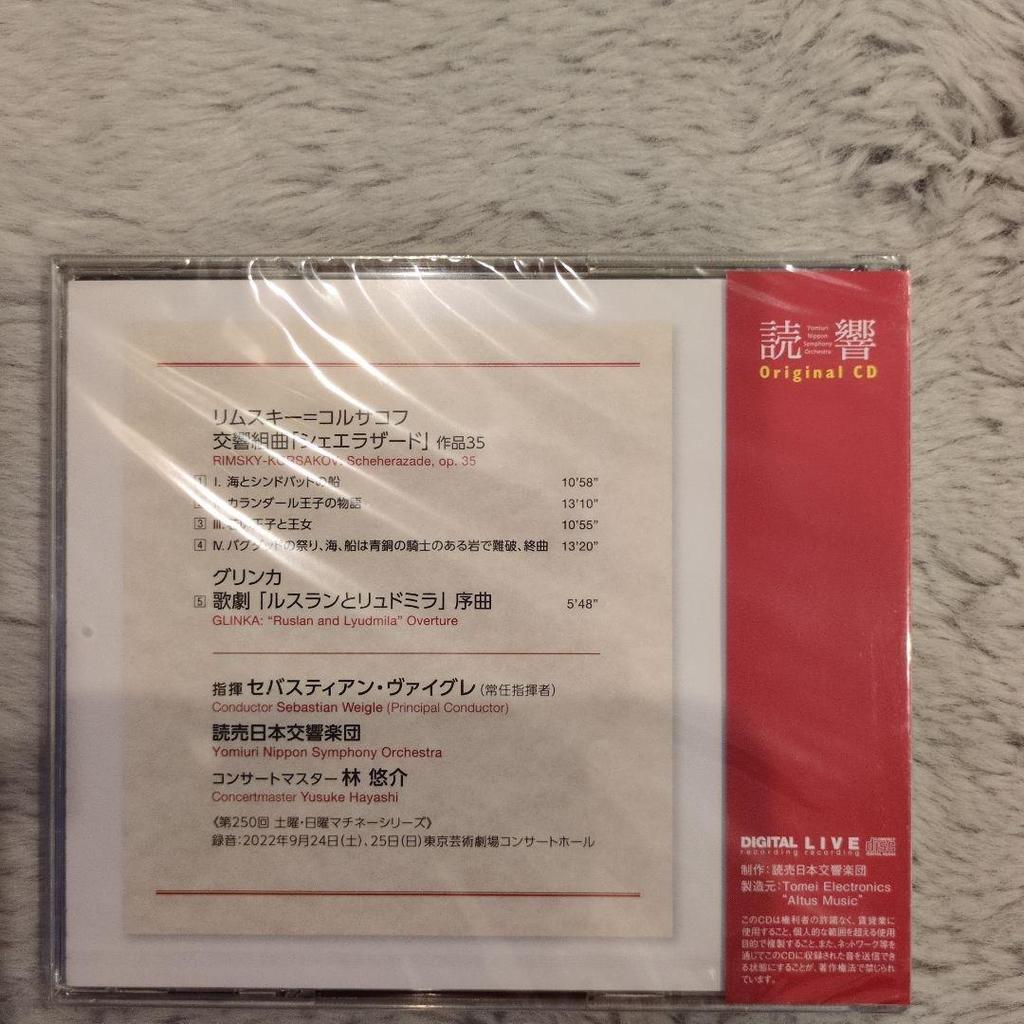 リムスキー=コルサコフ
交響組曲「シェエラザード」 作品35
RIMSKY-KORSAKOV: Scheherazade, op. 35
1 I. 海とシンドバッドの船 10'58"
2 II. カランダール王子の物語 13'10"
3 III. 若い王子と王女 10'55"
4 IV. バグダッドの祭り、海、船は青銅の騎士のある岩で難破、終曲 13'20"
グリンカ
5 歌劇「ルスランとリュドミラ」序曲 5'48"
GLINKA: "Ruslan and Lyudmila" Overture
指揮 セバスティアン・ヴァイグレ (常任指揮者)
Conductor Sebastian Weigle (Principal Conductor)
読売日本交響楽団
Yomiuri Nippon Symphony Orchestra
コンサートマスター 林 悠介
Concertmaster Yusuke Hayashi
《第250回 土曜・日曜マチネーシリーズ》
録音:2022年9月24日(土)、25日(日)東京芸術劇場コンサートホール
読響
Yomiuri
Nippon
Symphony
Orchestra
Original CD
DIGITAL LIVE
recording recording
COMPACT
disc
DIGITAL AUDIO
制作:読売日本交響楽団
製造元:Tomei Electronics
"Altus Music"
このCDは権利者の許諾なく、賃貸業に
使用すること、個人的な範囲を超える使用
目的で複製すること、また、ネットワーク等を
通じてこのCDに収録された音を送信でき
る状態にすることが、著作権法で禁じられ
ています。